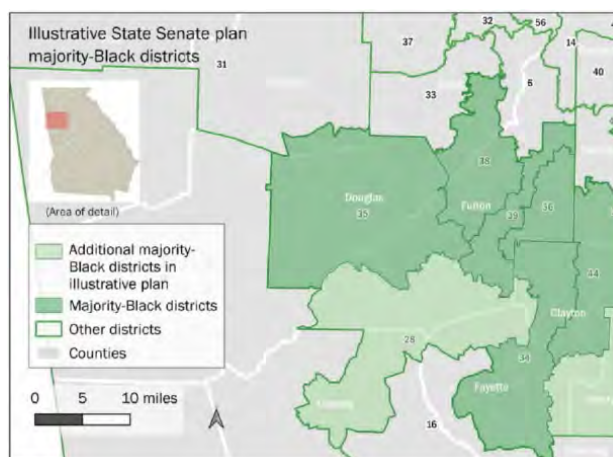 Illustrative State Senate plan
majority-Black districts
(Area of detail)
Additional majority-
Black districts in
illustrative plan
Majority-Black districts
Other districts
Counties
0 5 10 miles
32
56
37
14
31
40
6
33
38
Douglas
Fulton
35
39
36
44
Clayton
28
34
Fayette
16